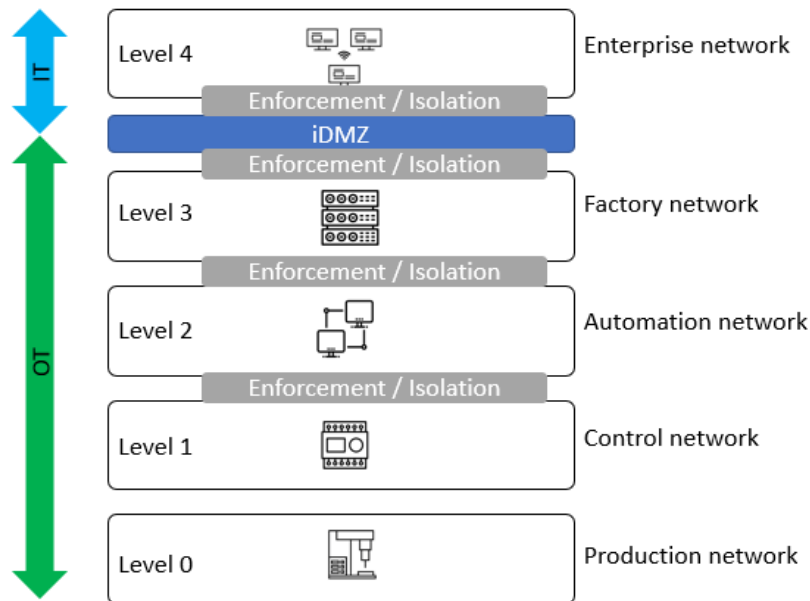 IT
Level 4
Enterprise network
Enforcement / Isolation
iDMZ
Enforcement / Isolation
OT
Level 3
Factory network
Enforcement / Isolation
Level 2
Automation network
Enforcement / Isolation
Level 1
Control network
Level 0
Production network